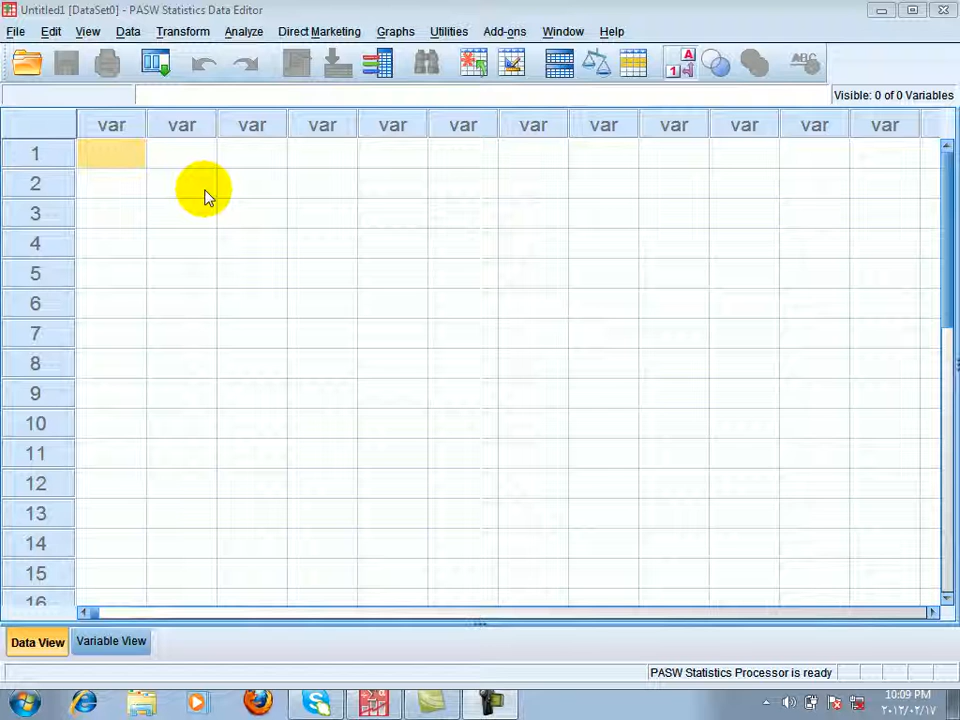 Untitled1 [DataSet0] - PASW Statistics Data Editor
File Edit View Data Transform Analyze Direct Marketing Graphs Utilities Add-ons Window Help
Visible: 0 of 0 Variables
var var var var var var var var var var var var
1
2
3
4
5
6
7
8
9
10
11
12
13
14
15
16
Data View Variable View
PASW Statistics Processor is ready
10:09 PM
٢٠١٢/٠٢/١٧